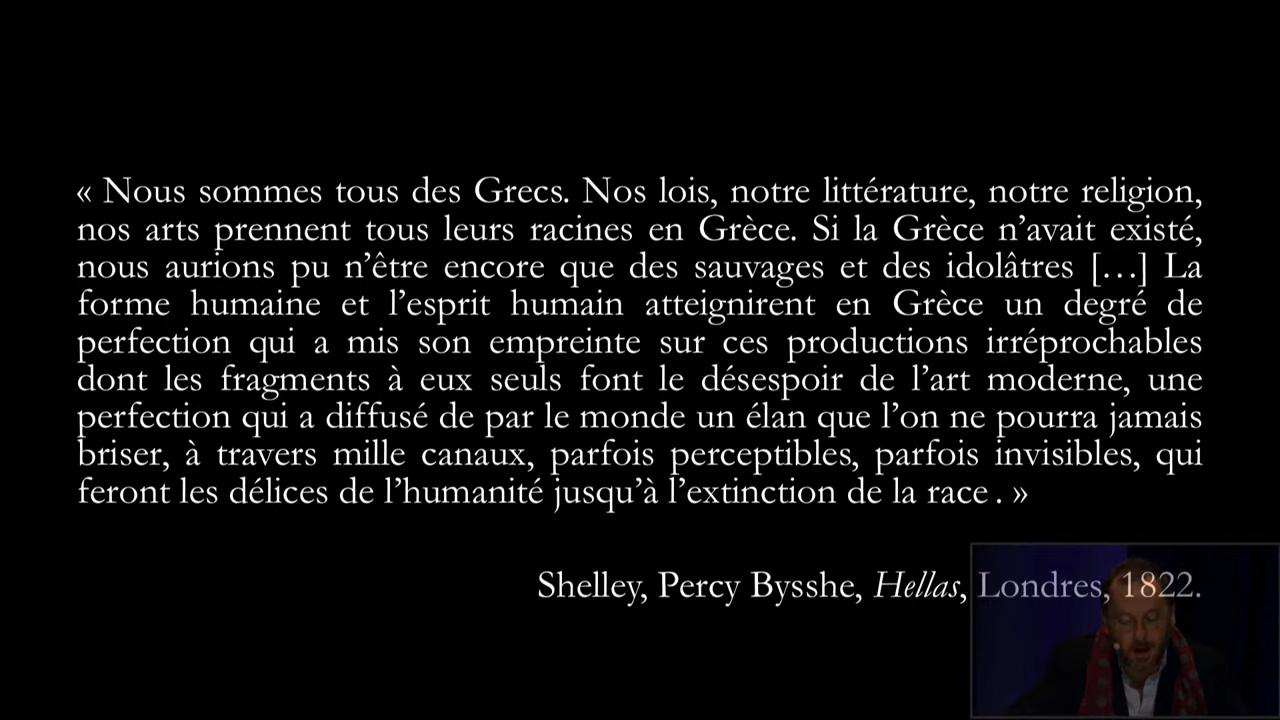 « Nous sommes tous des Grecs. Nos lois, notre littérature, notre religion,
nos arts prennent tous leurs racines en Grèce. Si la Grèce n’avait existé,
nous aurions pu n’être encore que des sauvages et des idolâtres […] La
forme humaine et l’esprit humain atteignirent en Grèce un degré de
perfection qui a mis son empreinte sur ces productions irréprochables
dont les fragments à eux seuls font le désespoir de l’art moderne, une
perfection qui a diffusé de par le monde un élan que l’on ne pourra jamais
briser, à travers mille canaux, parfois perceptibles, parfois invisibles, qui
feront les délices de l’humanité jusqu’à l’extinction de la race . »
Shelley, Percy Bysshe, Hellas, Londres, 1822.